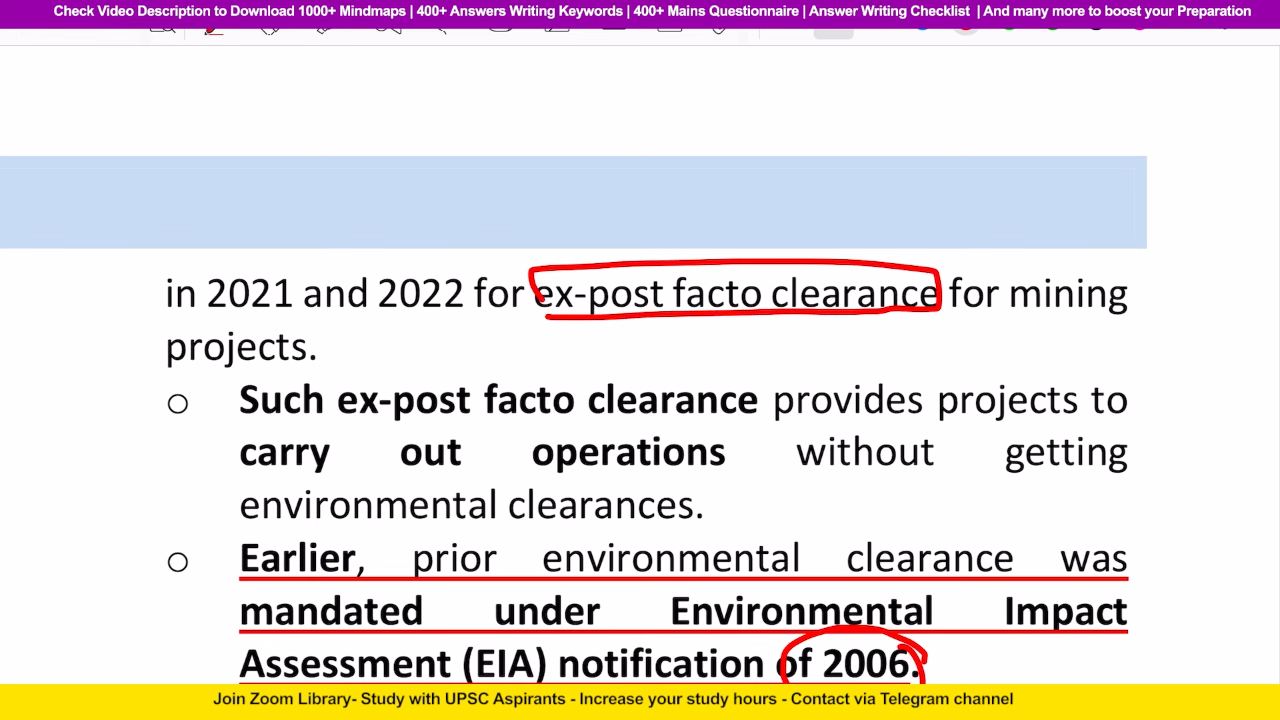 Check Video Description to Download 1000+ Mindmaps | 400+ Answers Writing Keywords | 400+ Mains Questionnaire | Answer Writing Checklist | And many more to boost your Preparation
in 2021 and 2022 for ex-post facto clearance for mining
projects.
o Such ex-post facto clearance provides projects to
carry out operations without getting
environmental clearances.
o Earlier, prior environmental clearance was
mandated under Environmental Impact
Assessment (EIA) notification of 2006.
Join Zoom Library- Study with UPSC Aspirants - Increase your study hours - Contact via Telegram channel